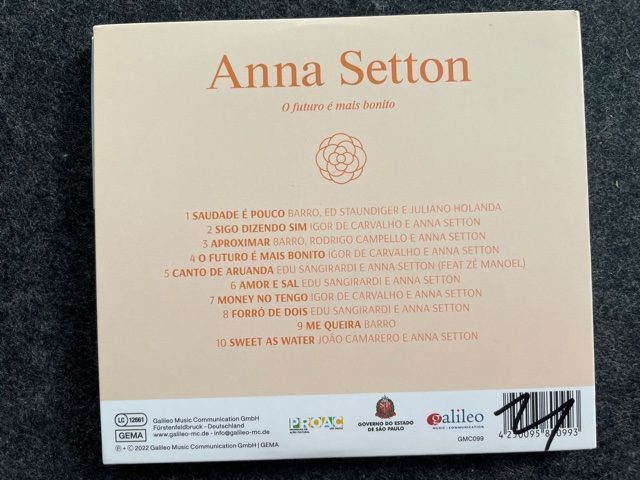 Anna Setton
O futuro é mais bonito
1 SAUDADE É POUCO BARRO, ED STAUNDIGER E JULIANO HOLANDA
2 SIGO DIZENDO SIM IGOR DE CARVALHO E ANNA SETTON
3 APROXIMAR BARRO, RODRIGO CAMPELLO E ANNA SETTON
4 O FUTURO É MAIS BONITO IGOR DE CARVALHO E ANNA SETTON
5 CANTO DE ARUANDA EDU SANGIRARDI E ANNA SETTON (FEAT ZÉ MANOEL)
6 AMOR E SAL EDU SANGIRARDI E ANNA SETTON
7 MONEY NO TENGO IGOR DE CARVALHO E ANNA SETTON
8 FORRÓ DE DOIS EDU SANGIRARDI E ANNA SETTON
9 ME QUEIRA BARRO
10 SWEET AS WATER JOÃO CAMARERO E ANNA SETTON
LC 12661
GEMA
Galileo Music Communication GmbH
Fürstenfeldbruck - Deutschland
www.galileo-mc.de - info@galileo-mc.de
℗ + © 2022 Galileo Music Communication GmbH | GEMA
PROAC
GOVERNO DO ESTADO
DE SÃO PAULO
galileo
MUSIC · COMMUNICATION
GMC099